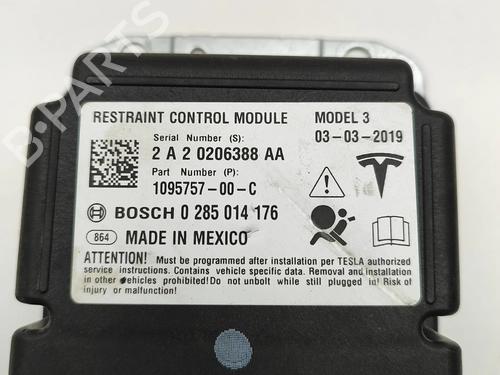 RESTRAINT CONTROL MODULE MODEL 3
Serial Number (S): 03-03-2019
2 A 2 0206388 AA
Part Number (P):
1095757-00-C
BOSCH 0 285 014 176
864 MADE IN MEXICO
ATTENTION! Must be programmed after installation per TESLA authorized
service instructions. Contains vehicle specific data. Removal and installation
in other vehicles prohibited! Do not unbolt while still plugged in! Risk of
injury or malfunction!
B-PARTS